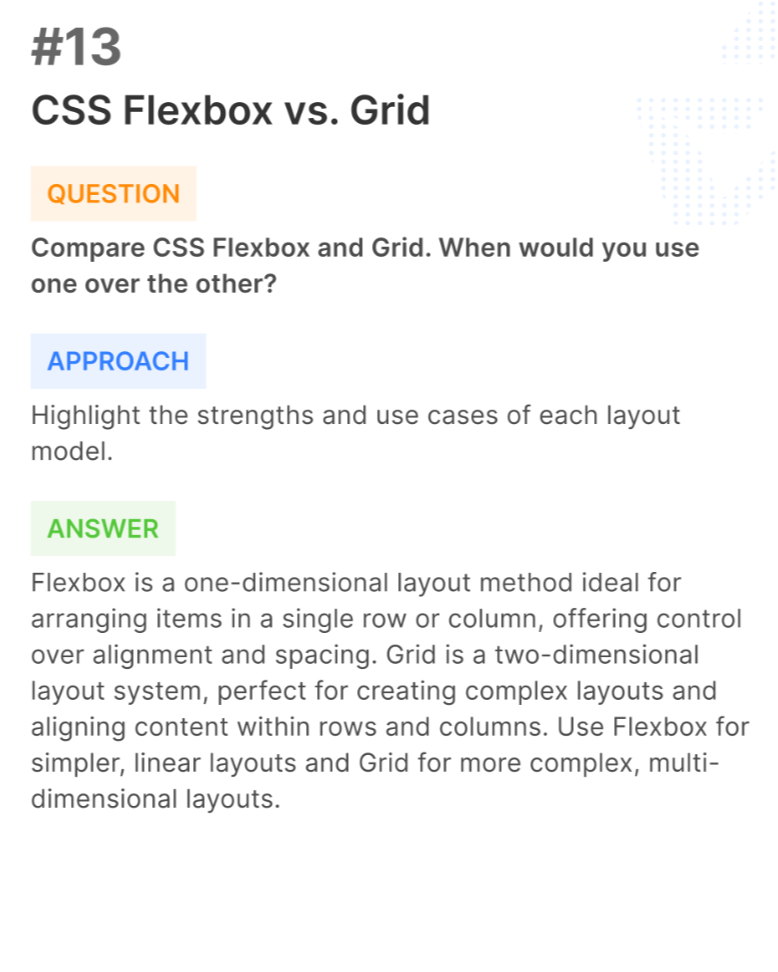 #13
CSS Flexbox vs. Grid
QUESTION
Compare CSS Flexbox and Grid. When would you use
one over the other?
APPROACH
Highlight the strengths and use cases of each layout
model.
ANSWER
Flexbox is a one-dimensional layout method ideal for
arranging items in a single row or column, offering control
over alignment and spacing. Grid is a two-dimensional
layout system, perfect for creating complex layouts and
aligning content within rows and columns. Use Flexbox for
simpler, linear layouts and Grid for more complex, multi-
dimensional layouts.